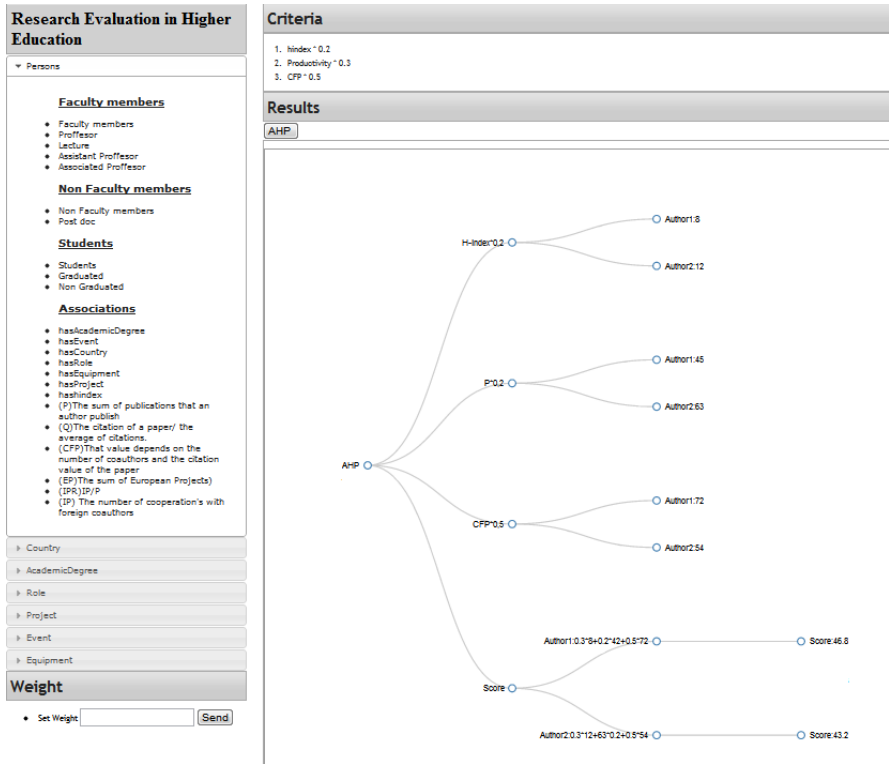 Research Evaluation in Higher
Education
Persons
Faculty members
Faculty members
Proffesor
Lecture
Assistant Proffesor
Associated Proffesor
Non Faculty members
Non Faculty members
Post doc
Students
Students
Graduated
Non Graduated
Associations
hasAcademicDegree
hasEvent
hasCountry
hasRole
hasEquipment
hasProject
hashindex
(P)The sum of publications that an
author publish
(Q)The citation of a paper/ the
average of citations.
(CFP)That value depends on the
number of coauthors and the citation
value of the paper
(EP)The sum of European Projects)
(IPR)IP/P
(IP) The number of cooperation's with
foreign coauthors
Country
AcademicDegree
Role
Project
Event
Equipment
Weight
Set Weight
Send
Criteria
1. hindex^0.2
2. Productivity^0.3
3. CFP^0.5
Results
AHP
AHP
H-Index^0.2
Author1:8
Author2:12
P^0.2
Author1:45
Author2:63
CFP^0.5
Author1:72
Author2:54
Score
Author1:0.3*8+0.2*42+0.5*72
Score:46.8
Author2:0.3*12+63*0.2+0.5*54
Score:43.2